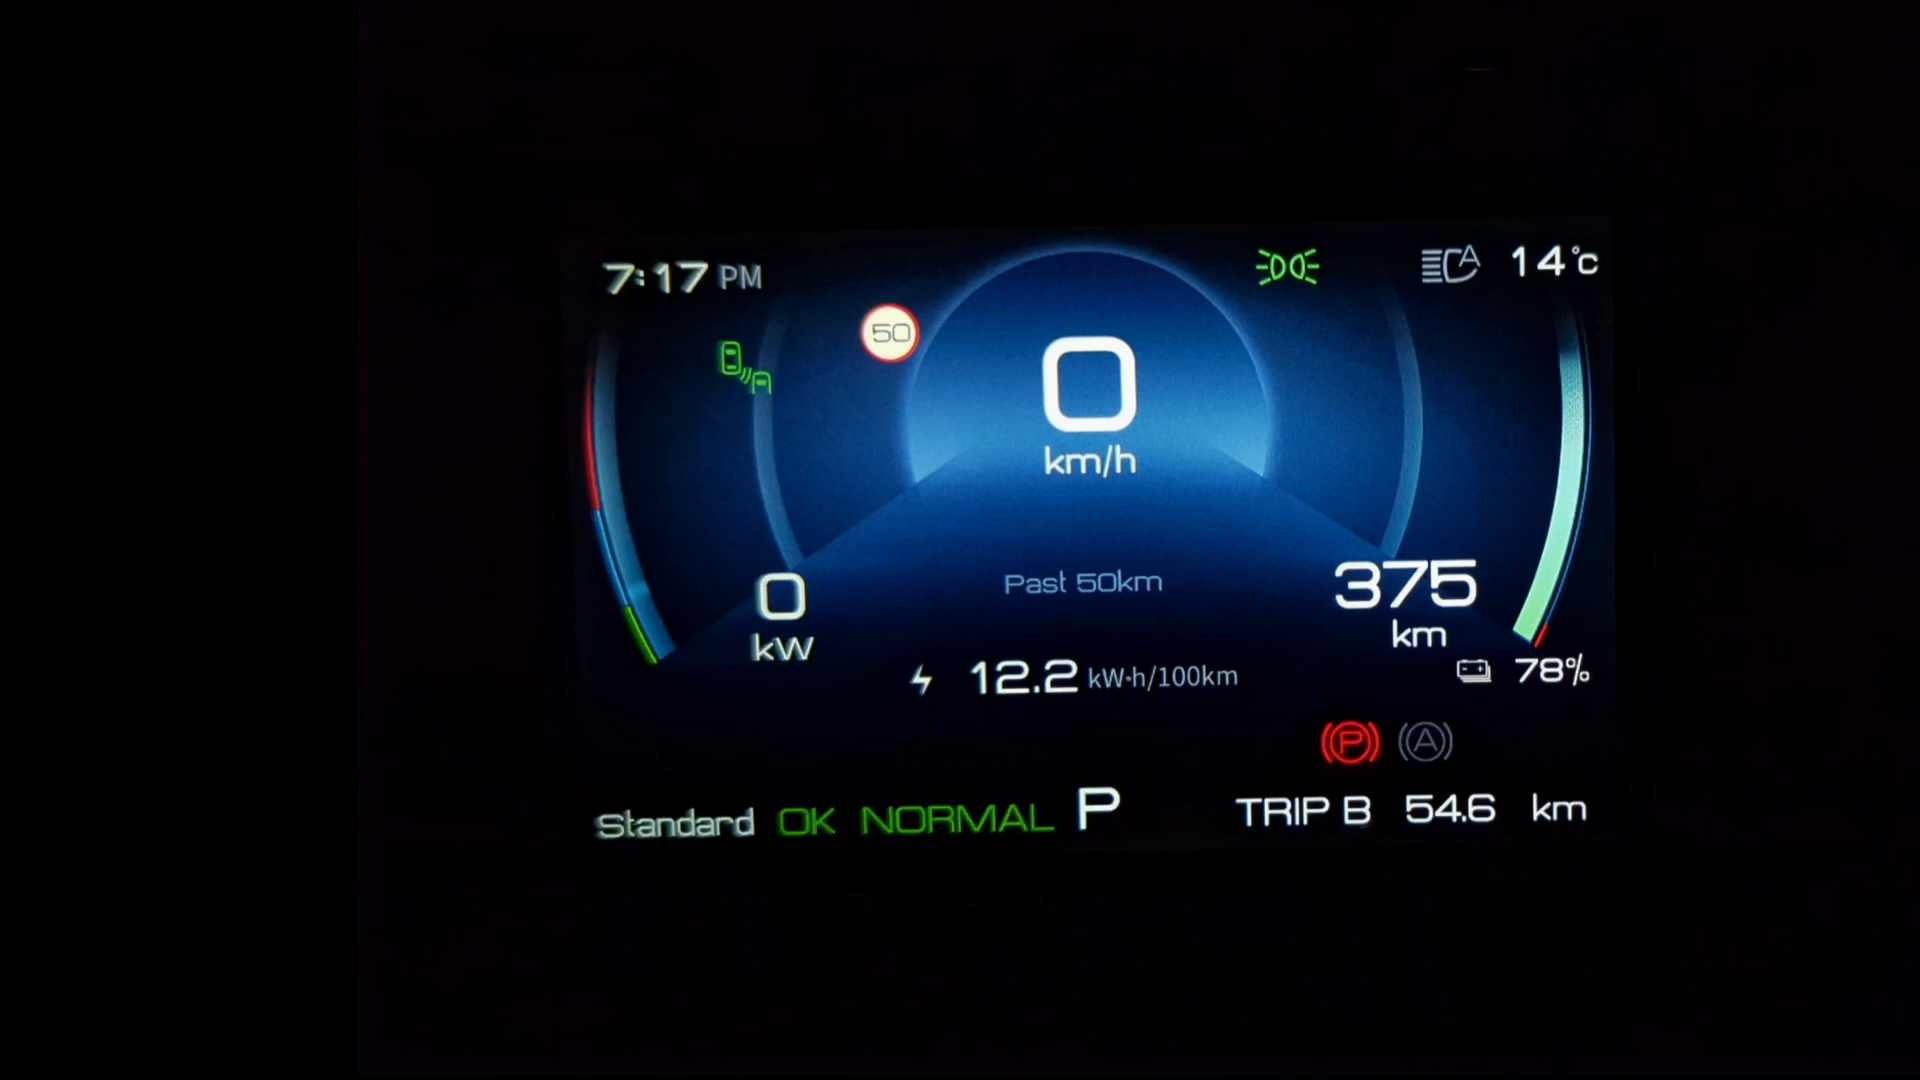 7:17 PM
14°C
50
0
km/h
0
kW
Past 50km
375
km
12.2 kW·h/100km
78%
P A
Standard OK NORMAL P TRIP B 54.6 km